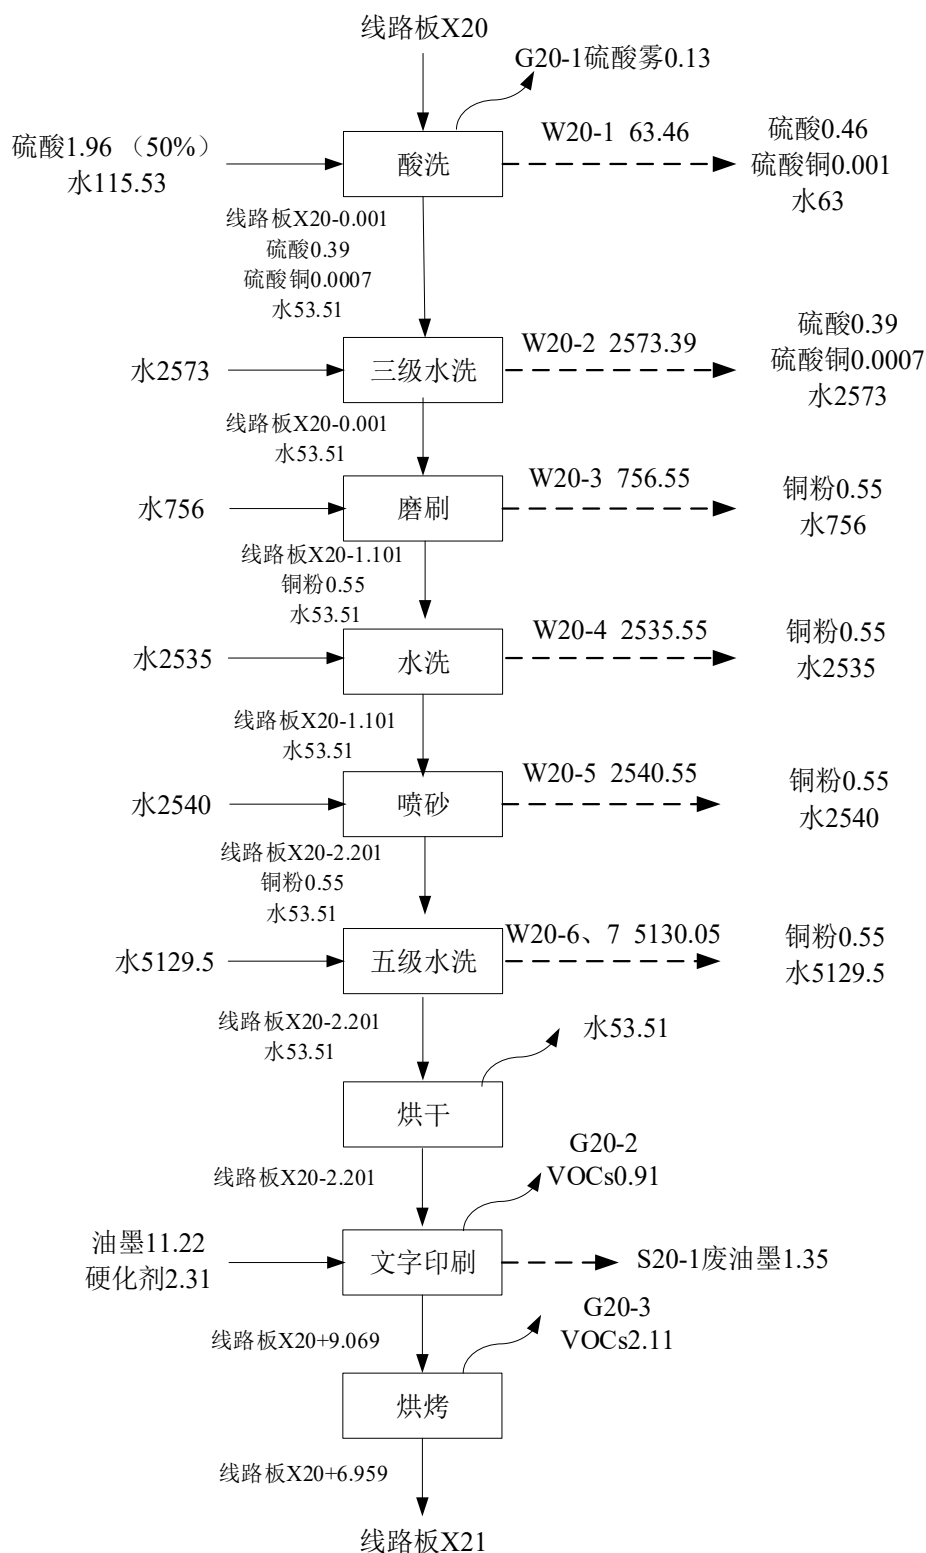 线路板X20
G20-1硫酸雾0.13
硫酸1.96 （50%）
水115.53
酸洗
W20-1 63.46
硫酸0.46
硫酸铜0.001
水63
线路板X20-0.001
硫酸0.39
硫酸铜0.0007
水53.51
水2573
三级水洗
W20-2 2573.39
硫酸0.39
硫酸铜0.0007
水2573
线路板X20-0.001
水53.51
水756
磨刷
W20-3 756.55
铜粉0.55
水756
线路板X20-1.101
铜粉0.55
水53.51
水2535
水洗
W20-4 2535.55
铜粉0.55
水2535
线路板X20-1.101
水53.51
水2540
喷砂
W20-5 2540.55
铜粉0.55
水2540
线路板X20-2.201
铜粉0.55
水53.51
水5129.5
五级水洗
W20-6、7 5130.05
铜粉0.55
水5129.5
线路板X20-2.201
水53.51
水53.51
烘干
线路板X20-2.201
G20-2
VOCs0.91
油墨11.22
硬化剂2.31
文字印刷
S20-1废油墨1.35
线路板X20+9.069
G20-3
VOCs2.11
烘烤
线路板X20+6.959
线路板X21